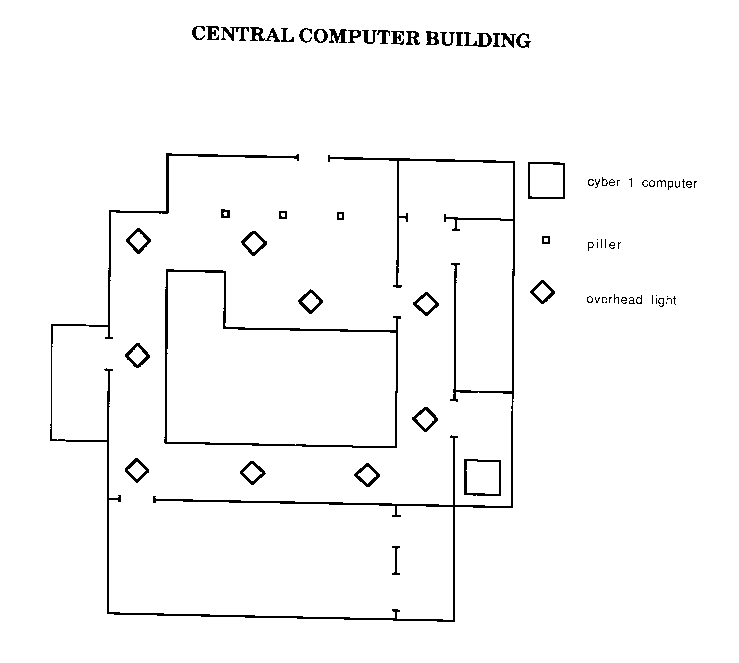 CENTRAL COMPUTER BUILDING
cyber 1 computer
piller
overhead light